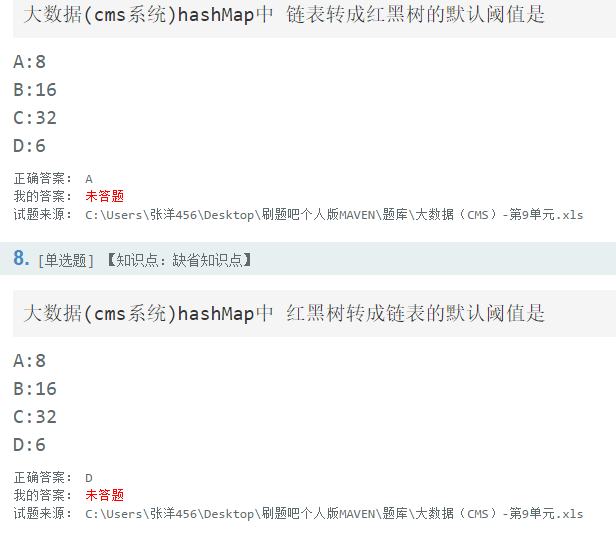 大数据(cms系统)hashMap中 链表转成红黑树的默认阈值是
A:8
B:16
C:32
D:6
正确答案： A
我的答案： 未答题
试题来源： C:\Users\张洋456\Desktop\刷题吧个人版MAVEN\题库\大数据（CMS）-第9单元.xls
8. [单选题] 【知识点：缺省知识点】
大数据(cms系统)hashMap中 红黑树转成链表的默认阈值是
A:8
B:16
C:32
D:6
正确答案： D
我的答案： 未答题
试题来源： C:\Users\张洋456\Desktop\刷题吧个人版MAVEN\题库\大数据（CMS）-第9单元.xls